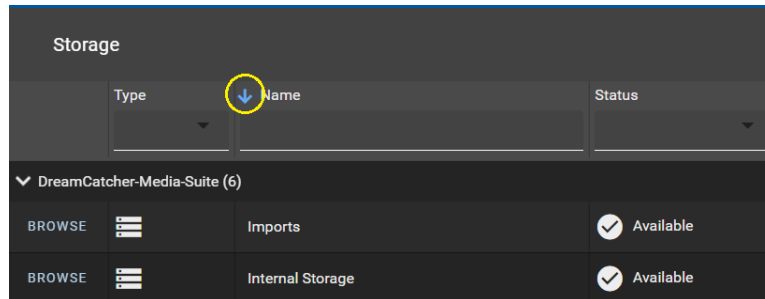 Storage
Type Name Status
DreamCatcher-Media-Suite (6)
BROWSE Imports Available
BROWSE Internal Storage Available